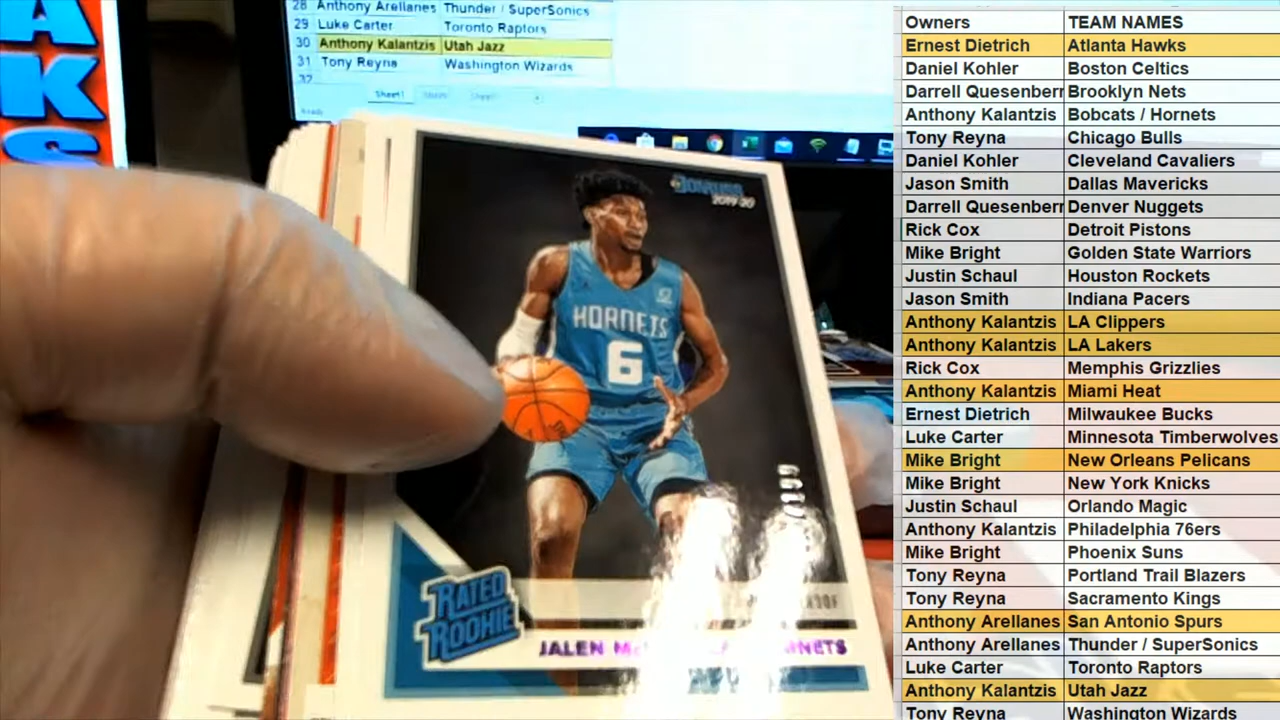 AKS
28 Anthony Arellanes Thunder / SuperSonics
29 Luke Carter Toronto Raptors
30 Anthony Kalantzis Utah Jazz
31 Tony Reyna Washington Wizards
32
Sheet1
DONRUSS
2019-20
HORNETS
6
RATED
ROOKIE
JALEN
Owners TEAM NAMES
Ernest Dietrich Atlanta Hawks
Daniel Kohler Boston Celtics
Darrell Quesenberr Brooklyn Nets
Anthony Kalantzis Bobcats / Hornets
Tony Reyna Chicago Bulls
Daniel Kohler Cleveland Cavaliers
Jason Smith Dallas Mavericks
Darrell Quesenberr Denver Nuggets
Rick Cox Detroit Pistons
Mike Bright Golden State Warriors
Justin Schaul Houston Rockets
Jason Smith Indiana Pacers
Anthony Kalantzis LA Clippers
Anthony Kalantzis LA Lakers
Rick Cox Memphis Grizzlies
Anthony Kalantzis Miami Heat
Ernest Dietrich Milwaukee Bucks
Luke Carter Minnesota Timberwolves
Mike Bright New Orleans Pelicans
Mike Bright New York Knicks
Justin Schaul Orlando Magic
Anthony Kalantzis Philadelphia 76ers
Mike Bright Phoenix Suns
Tony Reyna Portland Trail Blazers
Tony Reyna Sacramento Kings
Anthony Arellanes San Antonio Spurs
Anthony Arellanes Thunder / SuperSonics
Luke Carter Toronto Raptors
Anthony Kalantzis Utah Jazz
Tony Reyna Washington Wizards